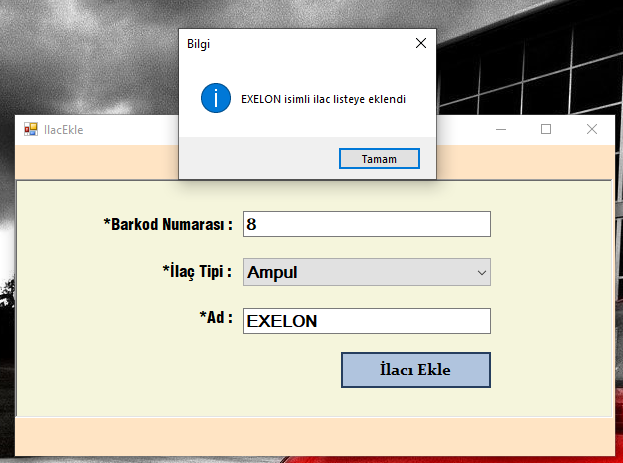 Bilgi
EXELON isimli ilac listeye eklendi
Tamam
IlacEkle
*Barkod Numarası : 8
*İlaç Tipi : Ampul
*Ad : EXELON
İlacı Ekle